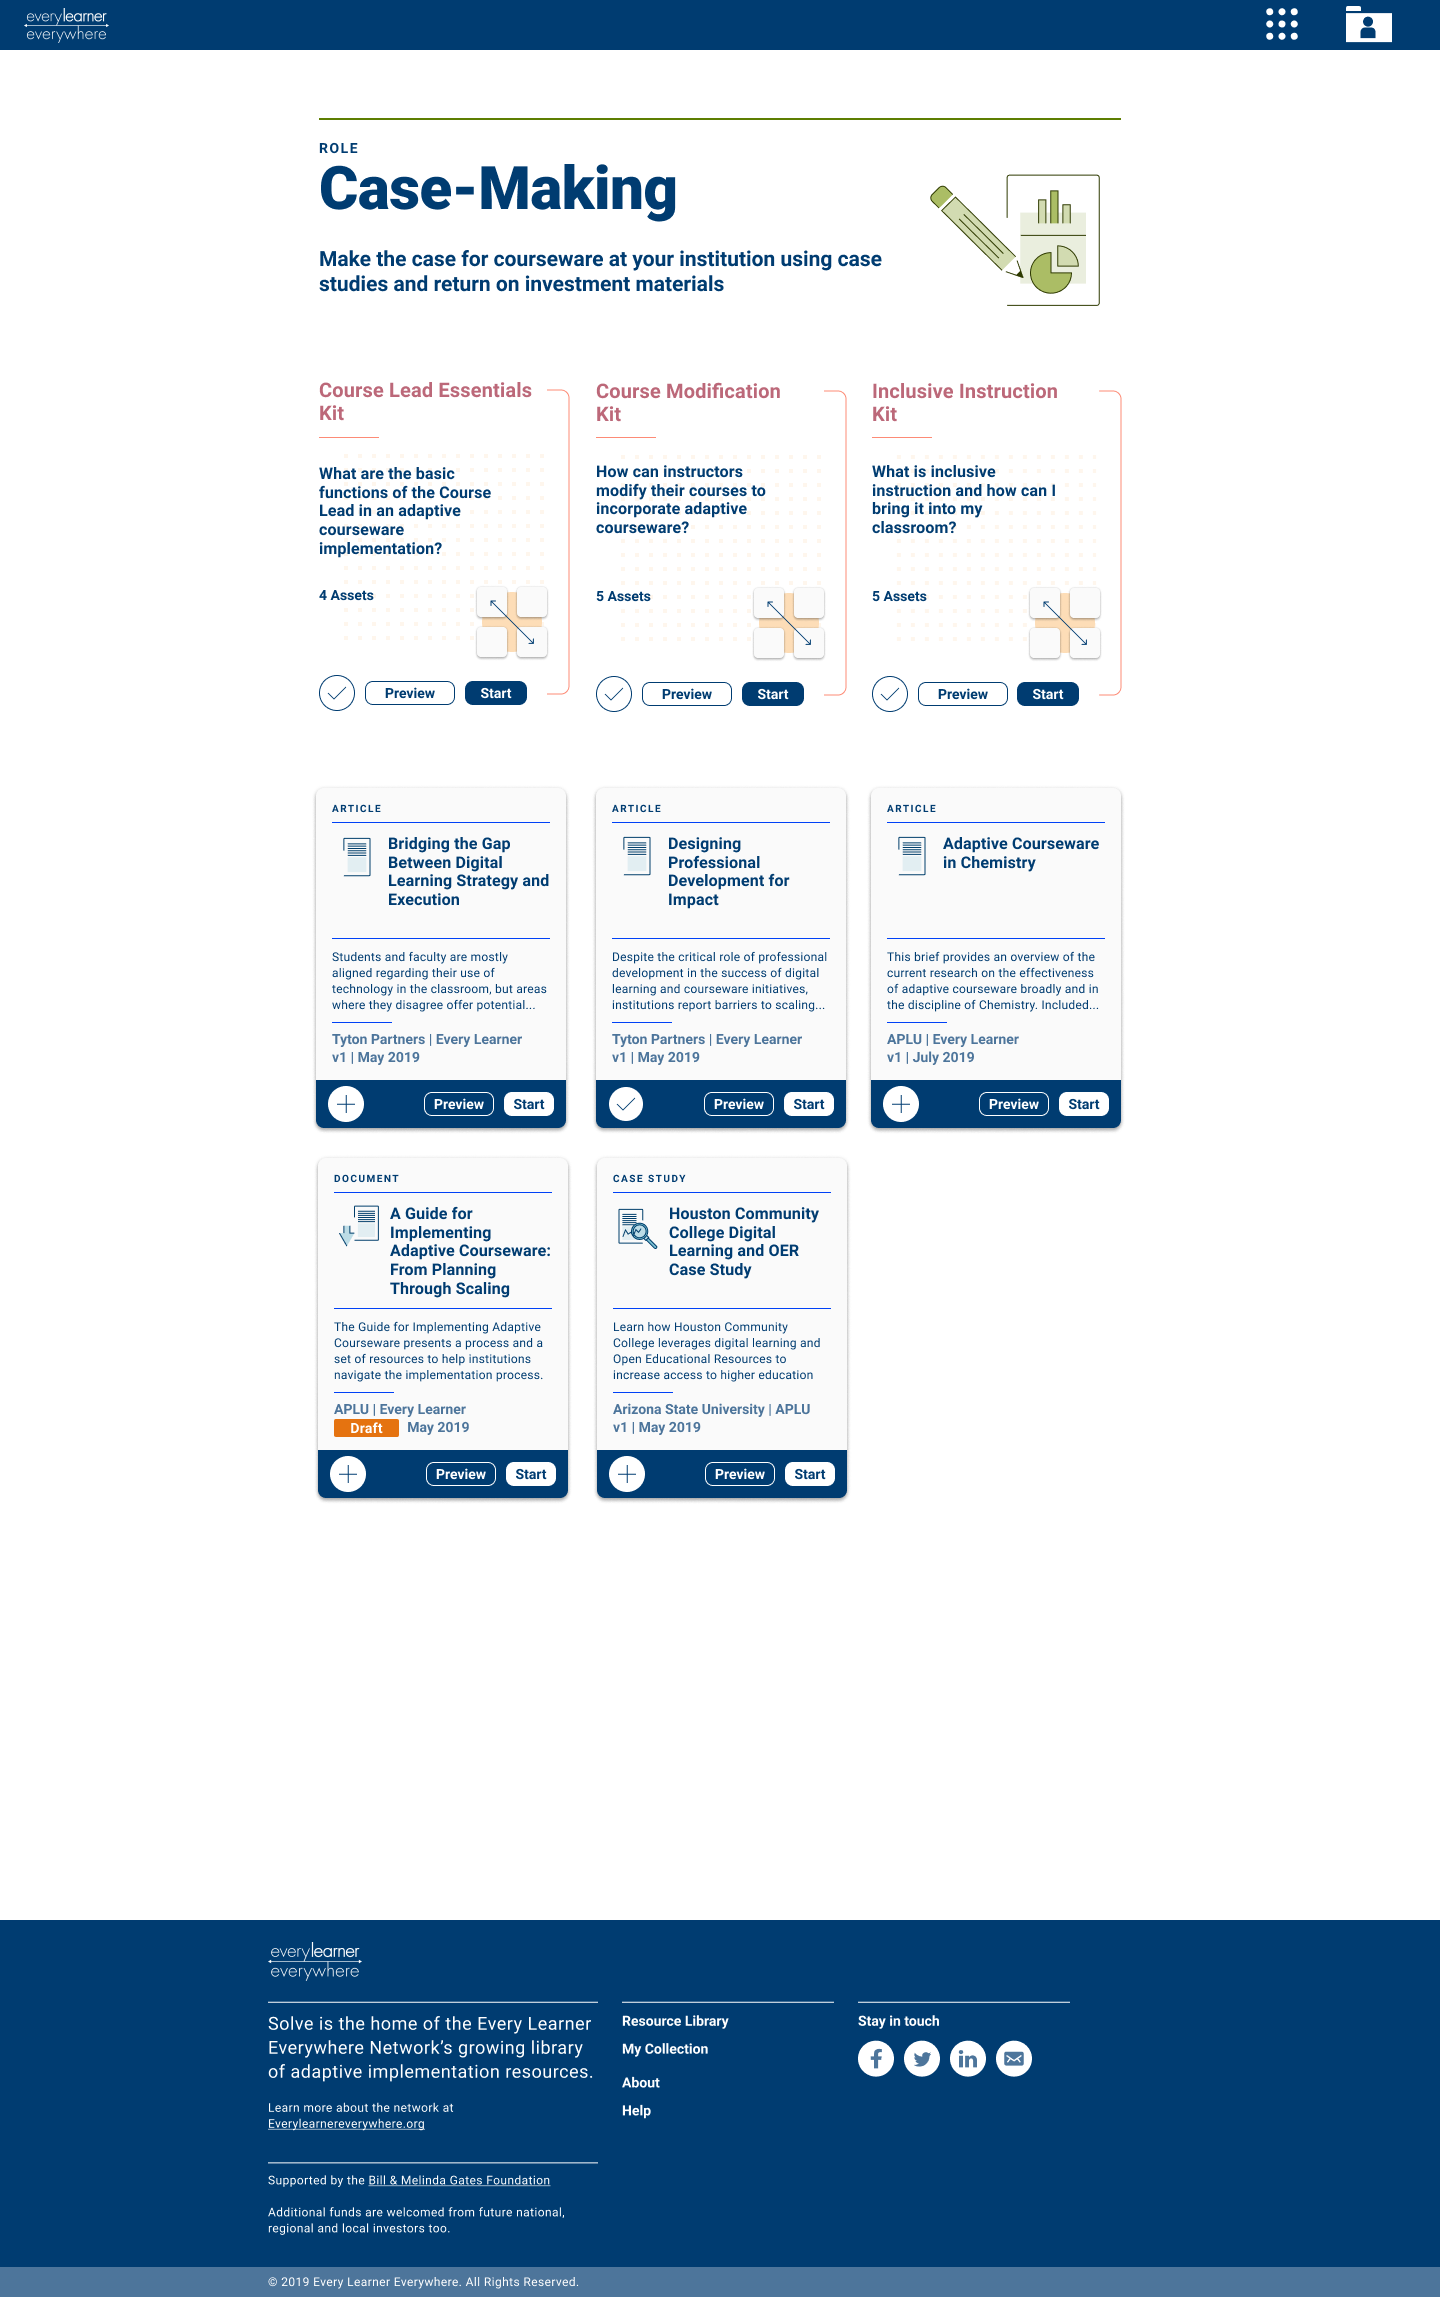 everylearner
everywhere
ROLE
Case-Making
Make the case for courseware at your institution using case
studies and return on investment materials
Course Lead Essentials
Kit
What are the basic
functions of the Course
Lead in an adaptive
courseware
implementation?
4 Assets
Preview
Start
Course Modification
Kit
How can instructors
modify their courses to
incorporate adaptive
courseware?
5 Assets
Preview
Start
Inclusive Instruction
Kit
What is inclusive
instruction and how can I
bring it into my
classroom?
5 Assets
Preview
Start
ARTICLE
Bridging the Gap
Between Digital
Learning Strategy and
Execution
Students and faculty are mostly
aligned regarding their use of
technology in the classroom, but areas
where they disagree offer potential...
Tyton Partners | Every Learner
v1 | May 2019
Preview
Start
ARTICLE
Designing
Professional
Development for
Impact
Despite the critical role of professional
development in the success of digital
learning and courseware initiatives,
institutions report barriers to scaling...
Tyton Partners | Every Learner
v1 | May 2019
Preview
Start
ARTICLE
Adaptive Courseware
in Chemistry
This brief provides an overview of the
current research on the effectiveness
of adaptive courseware broadly and in
the discipline of Chemistry. Included...
APLU | Every Learner
v1 | July 2019
Preview
Start
DOCUMENT
A Guide for
Implementing
Adaptive Courseware:
From Planning
Through Scaling
The Guide for Implementing Adaptive
Courseware presents a process and a
set of resources to help institutions
navigate the implementation process.
APLU | Every Learner
Draft May 2019
Preview
Start
CASE STUDY
Houston Community
College Digital
Learning and OER
Case Study
Learn how Houston Community
College leverages digital learning and
Open Educational Resources to
increase access to higher education
Arizona State University | APLU
v1 | May 2019
Preview
Start
everylearner
everywhere
Solve is the home of the Every Learner
Everywhere Network’s growing library
of adaptive implementation resources.
Learn more about the network at
Everylearnereverywhere.org
Supported by the Bill & Melinda Gates Foundation
Additional funds are welcomed from future national,
regional and local investors too.
Resource Library
My Collection
About
Help
Stay in touch
© 2019 Every Learner Everywhere. All Rights Reserved.